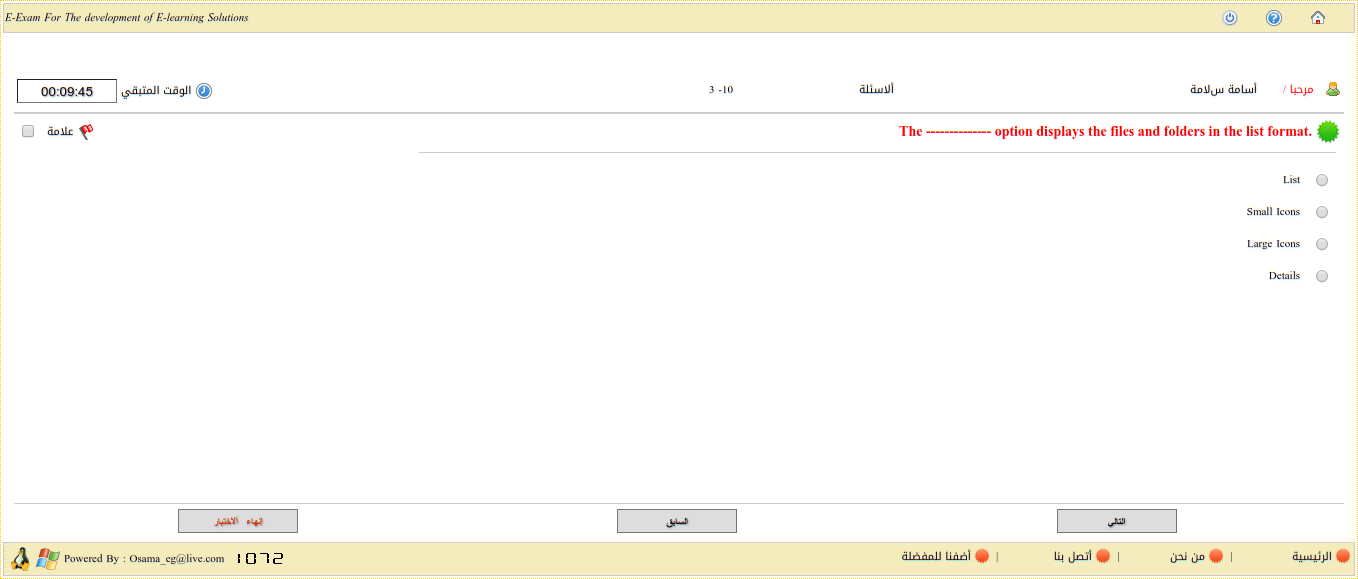 E-Exam For The development of E-learning Solutions
مرحبا /
أسامة سلامة
ألاسئلة
3 -10
الوقت المتبقي
00:09:45
The -------------- option displays the files and folders in the list format.
علامة
List
Small Icons
Large Icons
Details
التالي
السابق
إنهاء الاختبار
الرئيسية
| من نحن
| أتصل بنا
| أضفنا للمفضلة
Powered By : Osama_eg@live.com
1072